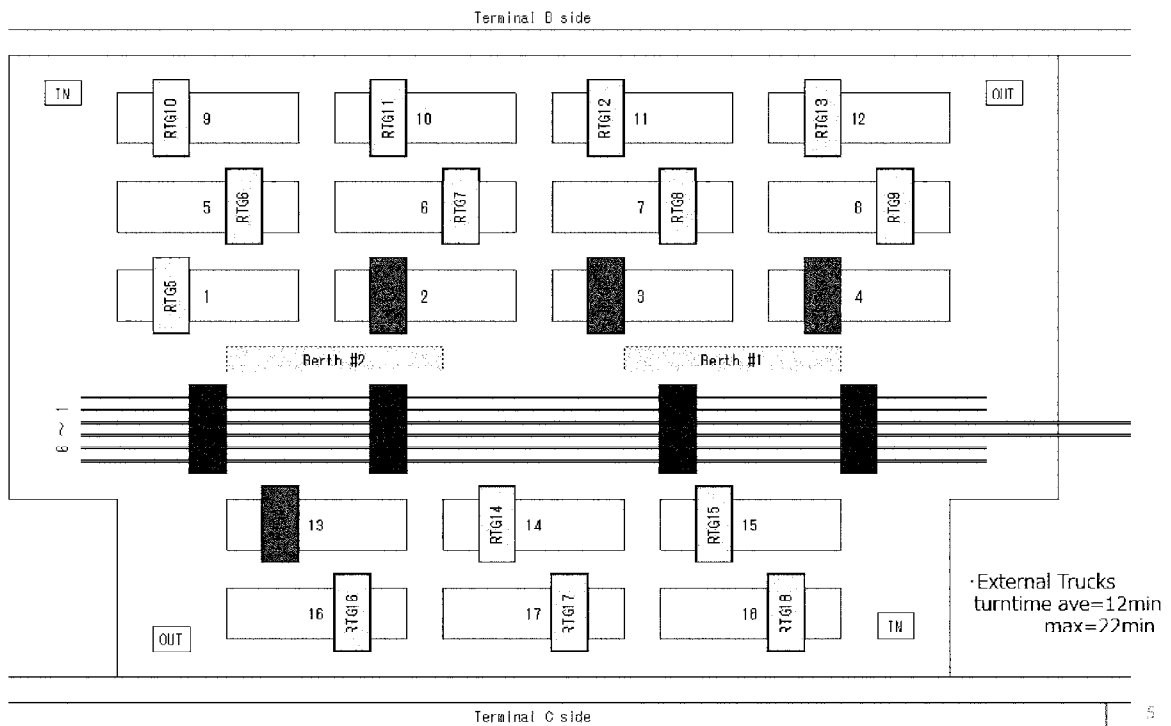 Terminal B side
IN
OUT
RTG10
9
RTG11
10
RTG12
11
RTG13
12
5
RTG6
6
RTG7
7
RTG8
8
RTG9
RTG5
1
2
3
4
Berth #2
Berth #1
6 ~ 1
13
RTG14
14
RTG15
15
16
RTG16
17
RTG17
18
RTG18
OUT
IN
·External Trucks
turntime ave=12min
max=22min
Terminal C side
5